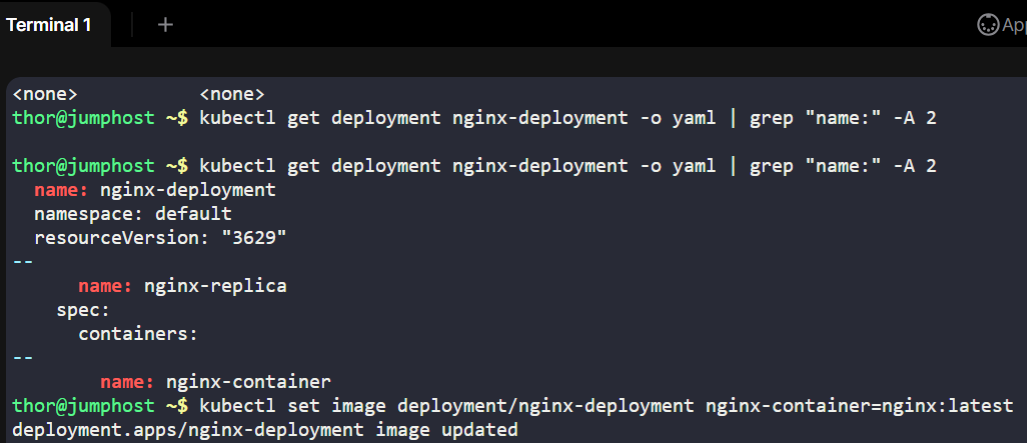 Terminal 1 +
App
<none> <none>
thor@jumphost ~$ kubectl get deployment nginx-deployment -o yaml | grep "name:" -A 2
thor@jumphost ~$ kubectl get deployment nginx-deployment -o yaml | grep "name:" -A 2
  name: nginx-deployment
  namespace: default
  resourceVersion: "3629"
--
      name: nginx-replica
    spec:
      containers:
--
        name: nginx-container
thor@jumphost ~$ kubectl set image deployment/nginx-deployment nginx-container=nginx:latest
deployment.apps/nginx-deployment image updated